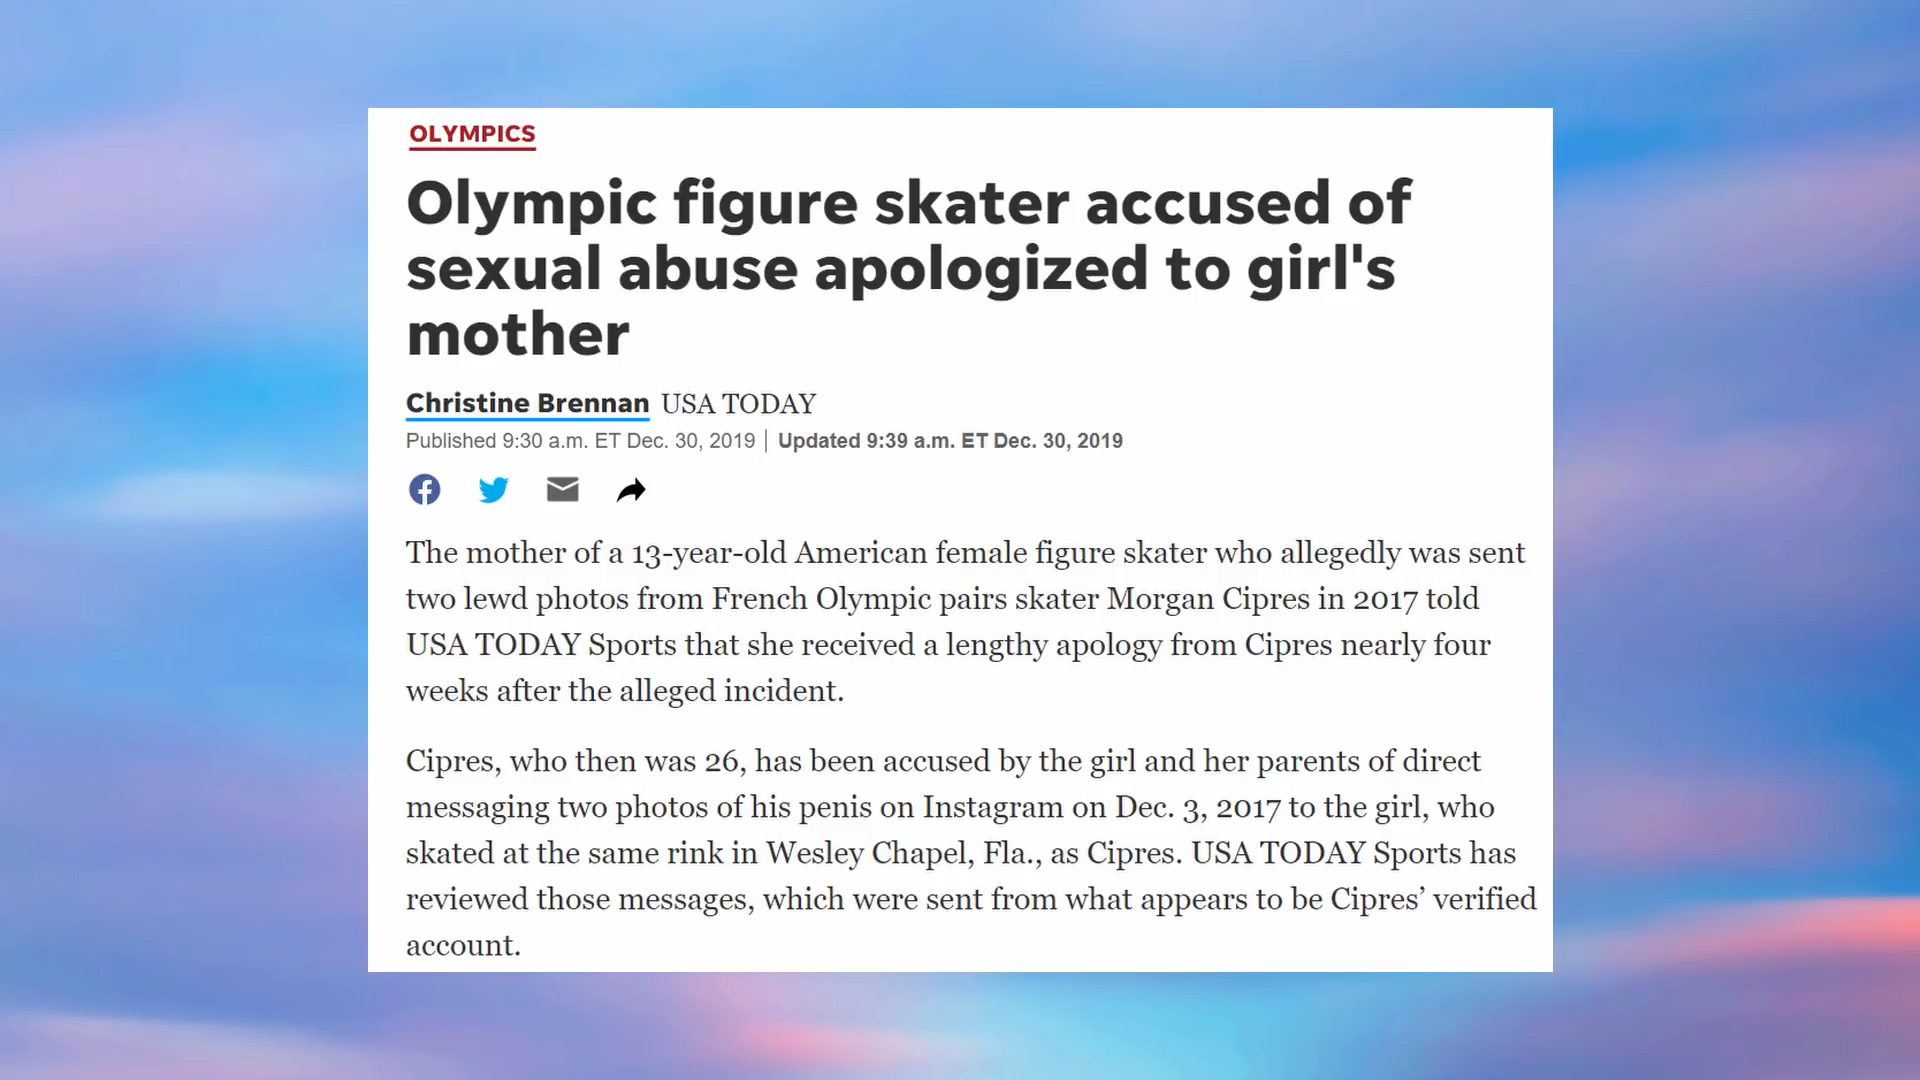 OLYMPICS
Olympic figure skater accused of
sexual abuse apologized to girl's
mother
Christine Brennan USA TODAY
Published 9:30 a.m. ET Dec. 30, 2019 | Updated 9:39 a.m. ET Dec. 30, 2019
The mother of a 13-year-old American female figure skater who allegedly was sent
two lewd photos from French Olympic pairs skater Morgan Cipres in 2017 told
USA TODAY Sports that she received a lengthy apology from Cipres nearly four
weeks after the alleged incident.
Cipres, who then was 26, has been accused by the girl and her parents of direct
messaging two photos of his penis on Instagram on Dec. 3, 2017 to the girl, who
skated at the same rink in Wesley Chapel, Fla., as Cipres. USA TODAY Sports has
reviewed those messages, which were sent from what appears to be Cipres’ verified
account.